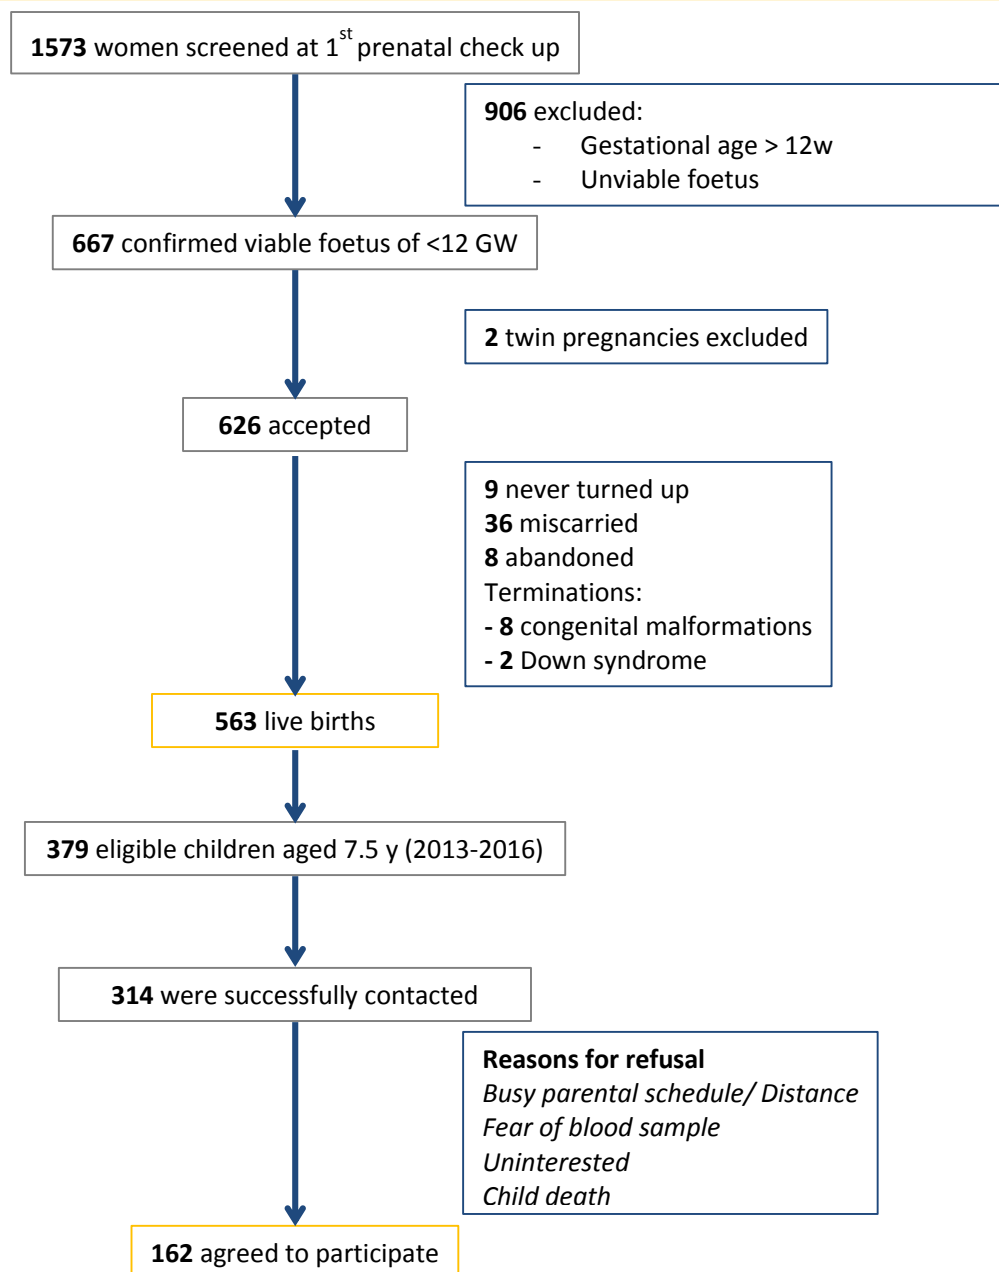 1573 women screened at 1st prenatal check up
906 excluded:
- Gestational age > 12w
- Unviable foetus
667 confirmed viable foetus of <12 GW
2 twin pregnancies excluded
626 accepted
9 never turned up
36 miscarried
8 abandoned
Terminations:
- 8 congenital malformations
- 2 Down syndrome
563 live births
379 eligible children aged 7.5 y (2013-2016)
314 were successfully contacted
Reasons for refusal
Busy parental schedule/ Distance
Fear of blood sample
Uninterested
Child death
162 agreed to participate